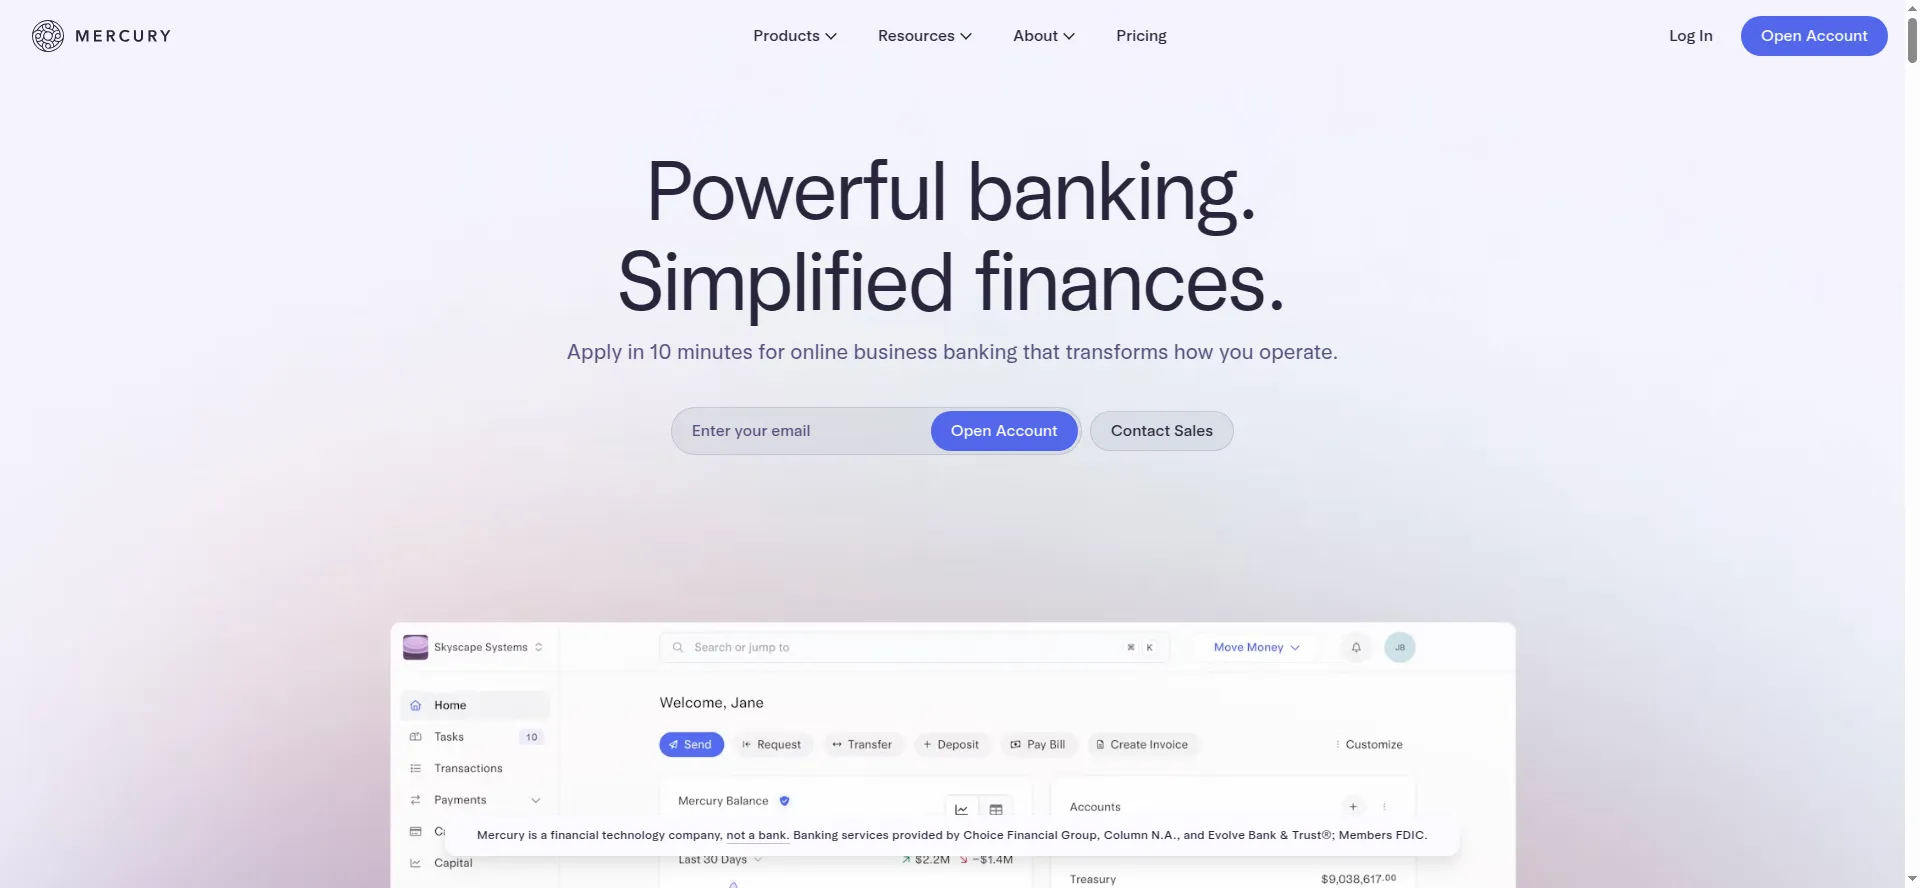 MERCURY
Products
Resources
About
Pricing
Log In
Open Account
Powerful banking.
Simplified finances.
Apply in 10 minutes for online business banking that transforms how you operate.
Enter your email
Open Account
Contact Sales
Skyscape Systems
Search or jump to
⌘ K
Move Money
JB
Home
Tasks
10
Transactions
Payments
Capital
Welcome, Jane
Send
Request
Transfer
Deposit
Pay Bill
Create Invoice
Customize
Mercury Balance
Accounts
Mercury is a financial technology company, not a bank. Banking services provided by Choice Financial Group, Column N.A., and Evolve Bank & Trust®; Members FDIC.
Last 30 Days
$2.2M
−$1.4M
Treasury
$9,038,617.00